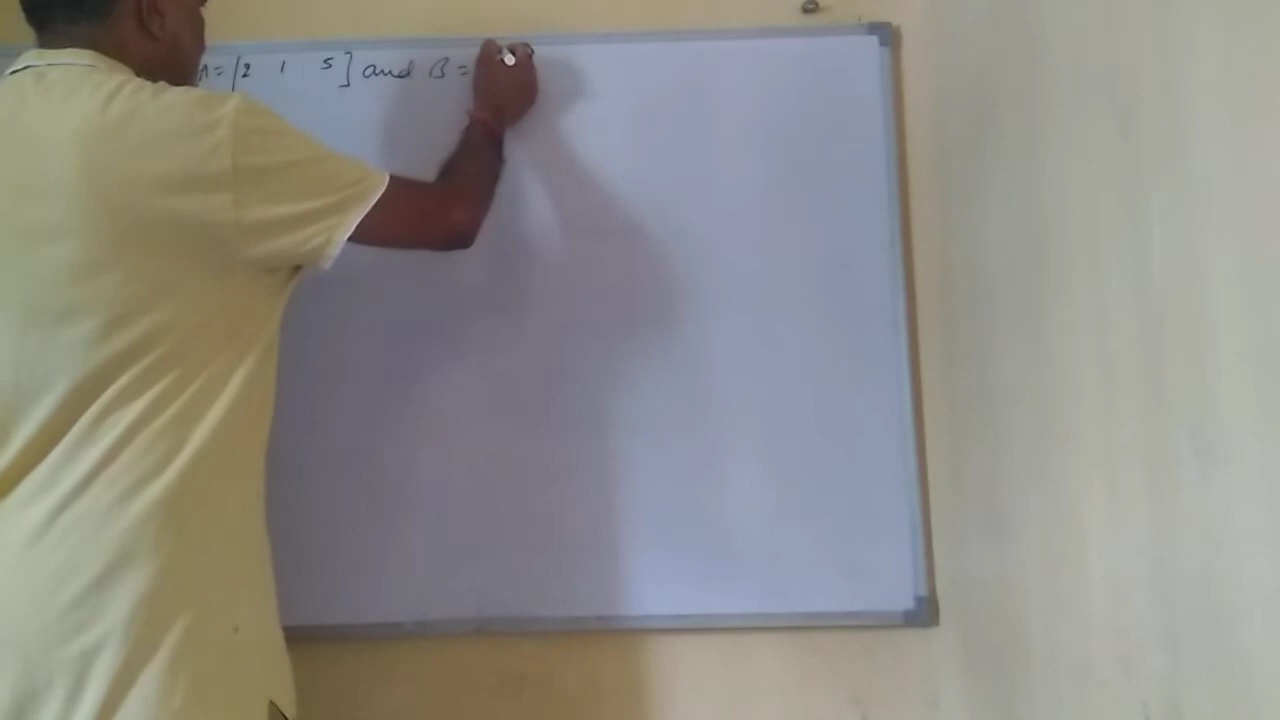 A = [2 1 5] and B =